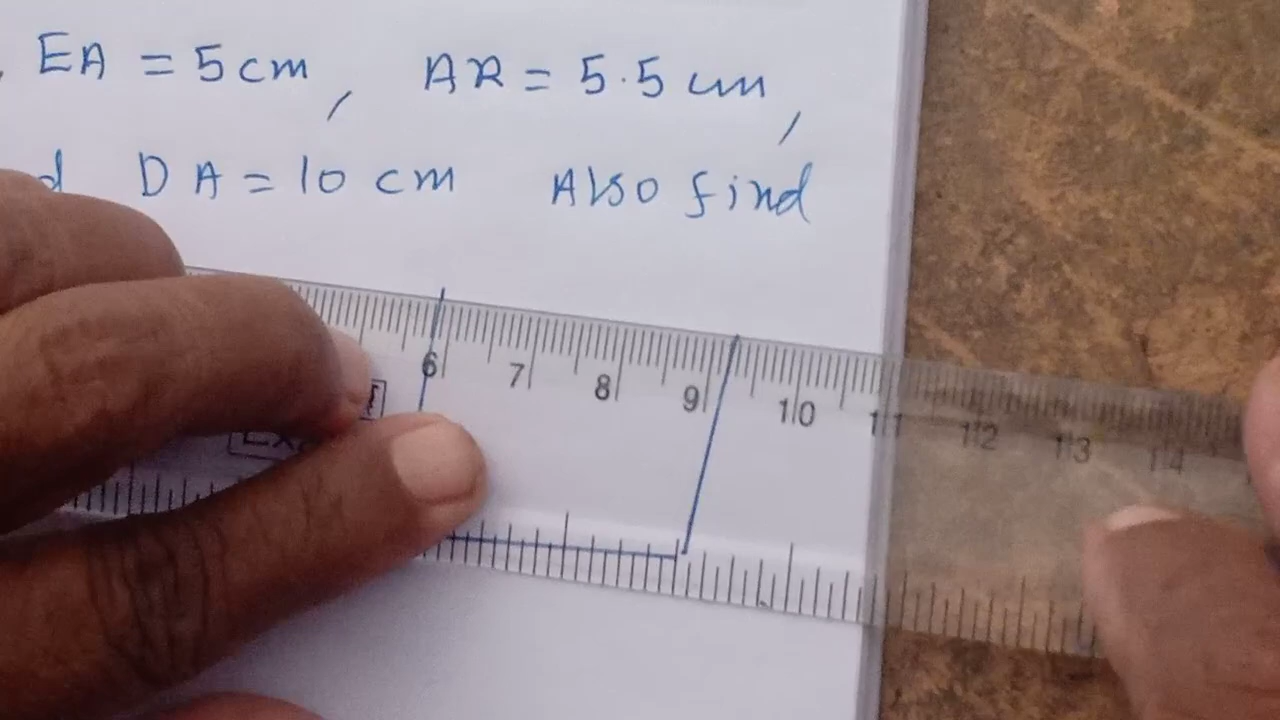 , EA = 5cm, AR = 5.5 cm,
d DA = 10 cm Also find
6 7 8 9 10 11 12 13 14